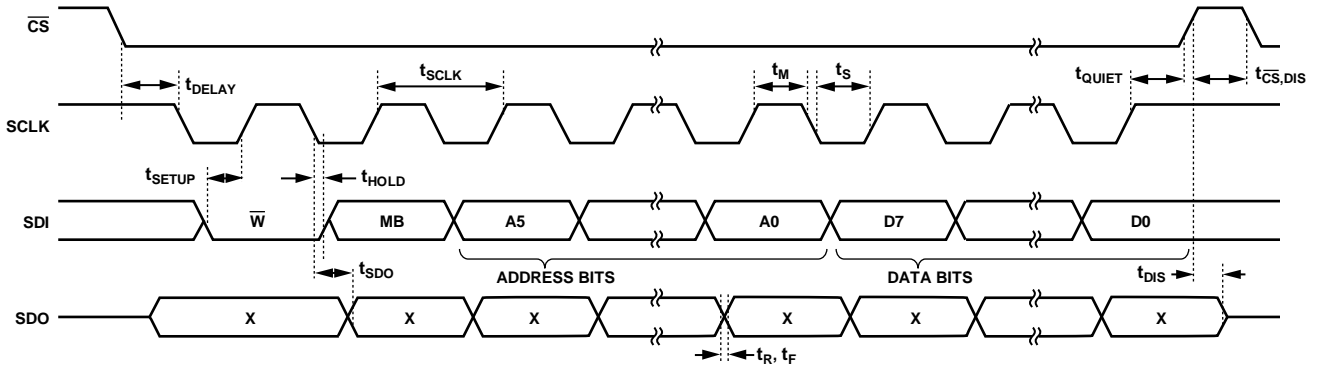 CS
tDELAY
tSCLK
tM
tS
tQUIET
tCS,DIS
SCLK
tSETUP
tHOLD
SDI
W
MB
A5
A0
D7
D0
tSDO
ADDRESS BITS
DATA BITS
tDIS
SDO
X
X
X
X
X
X
tR, tF